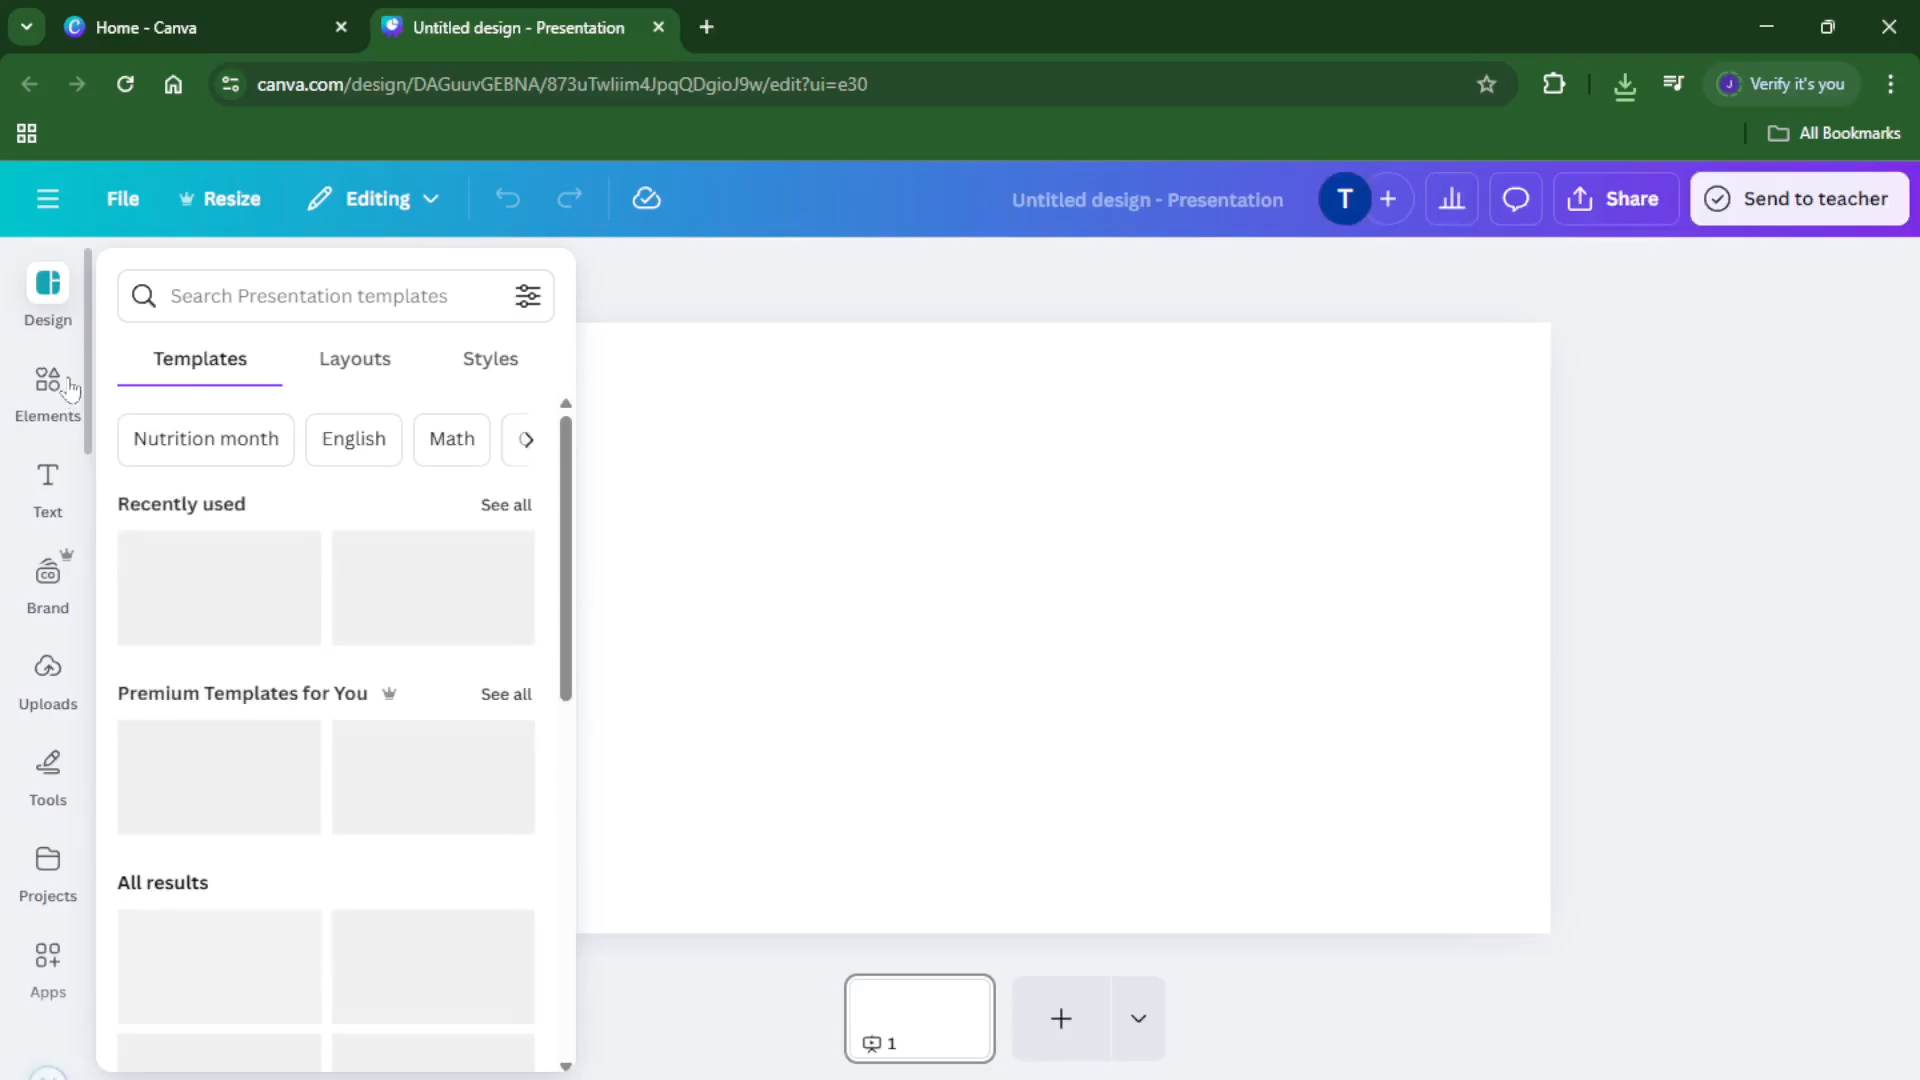 Home - Canva
Untitled design - Presentation
canva.com/design/DAGuuvGEBNA/873uTwliim4JpqQDgioJ9w/edit?ui=e30
J
Verify it's you
All Bookmarks
File
Resize
Editing
Untitled design - Presentation
T
Share
Send to teacher
Design
Elements
Text
Brand
Uploads
Tools
Projects
Apps
Search Presentation templates
Templates
Layouts
Styles
Nutrition month
English
Math
Recently used
See all
Premium Templates for You
See all
All results
1